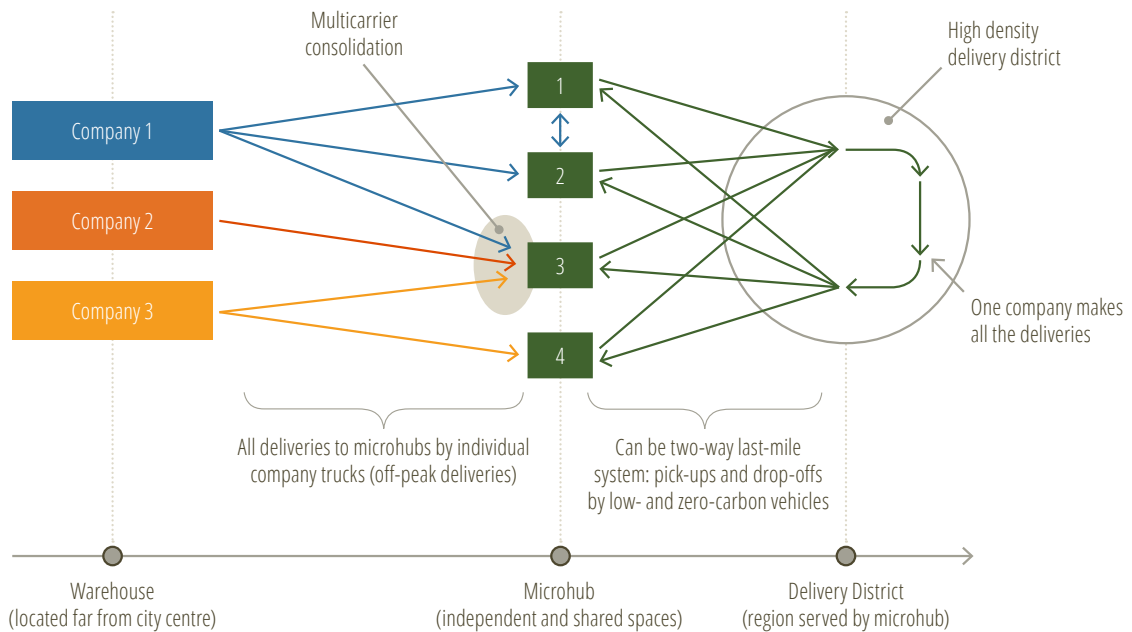 Multicarrier
consolidation
High density
delivery district
Company 1
Company 2
Company 3
1
2
3
4
One company makes
all the deliveries
All deliveries to microhubs by individual
company trucks (off-peak deliveries)
Can be two-way last-mile
system: pick-ups and drop-offs
by low- and zero-carbon vehicles
Warehouse
(located far from city centre)
Microhub
(independent and shared spaces)
Delivery District
(region served by microhub)